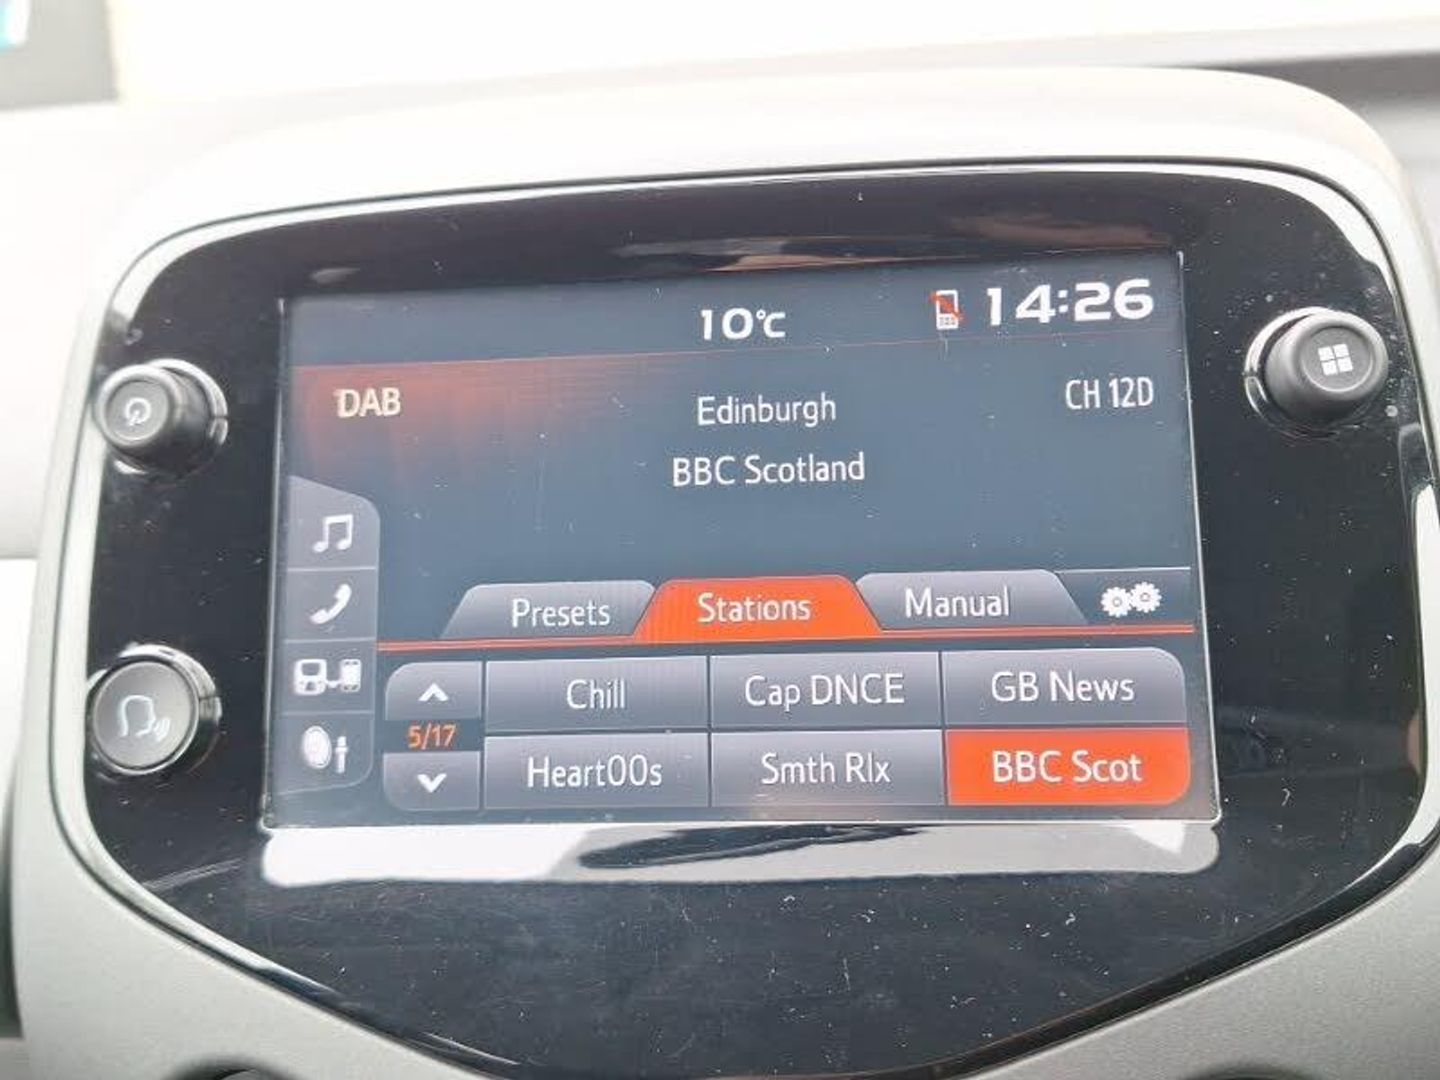 10°C
14:26
DAB
Edinburgh
CH 12D
BBC Scotland
Presets
Stations
Manual
Chill
Cap DNCE
GB News
5/17
Heart00s
Smth Rlx
BBC Scot